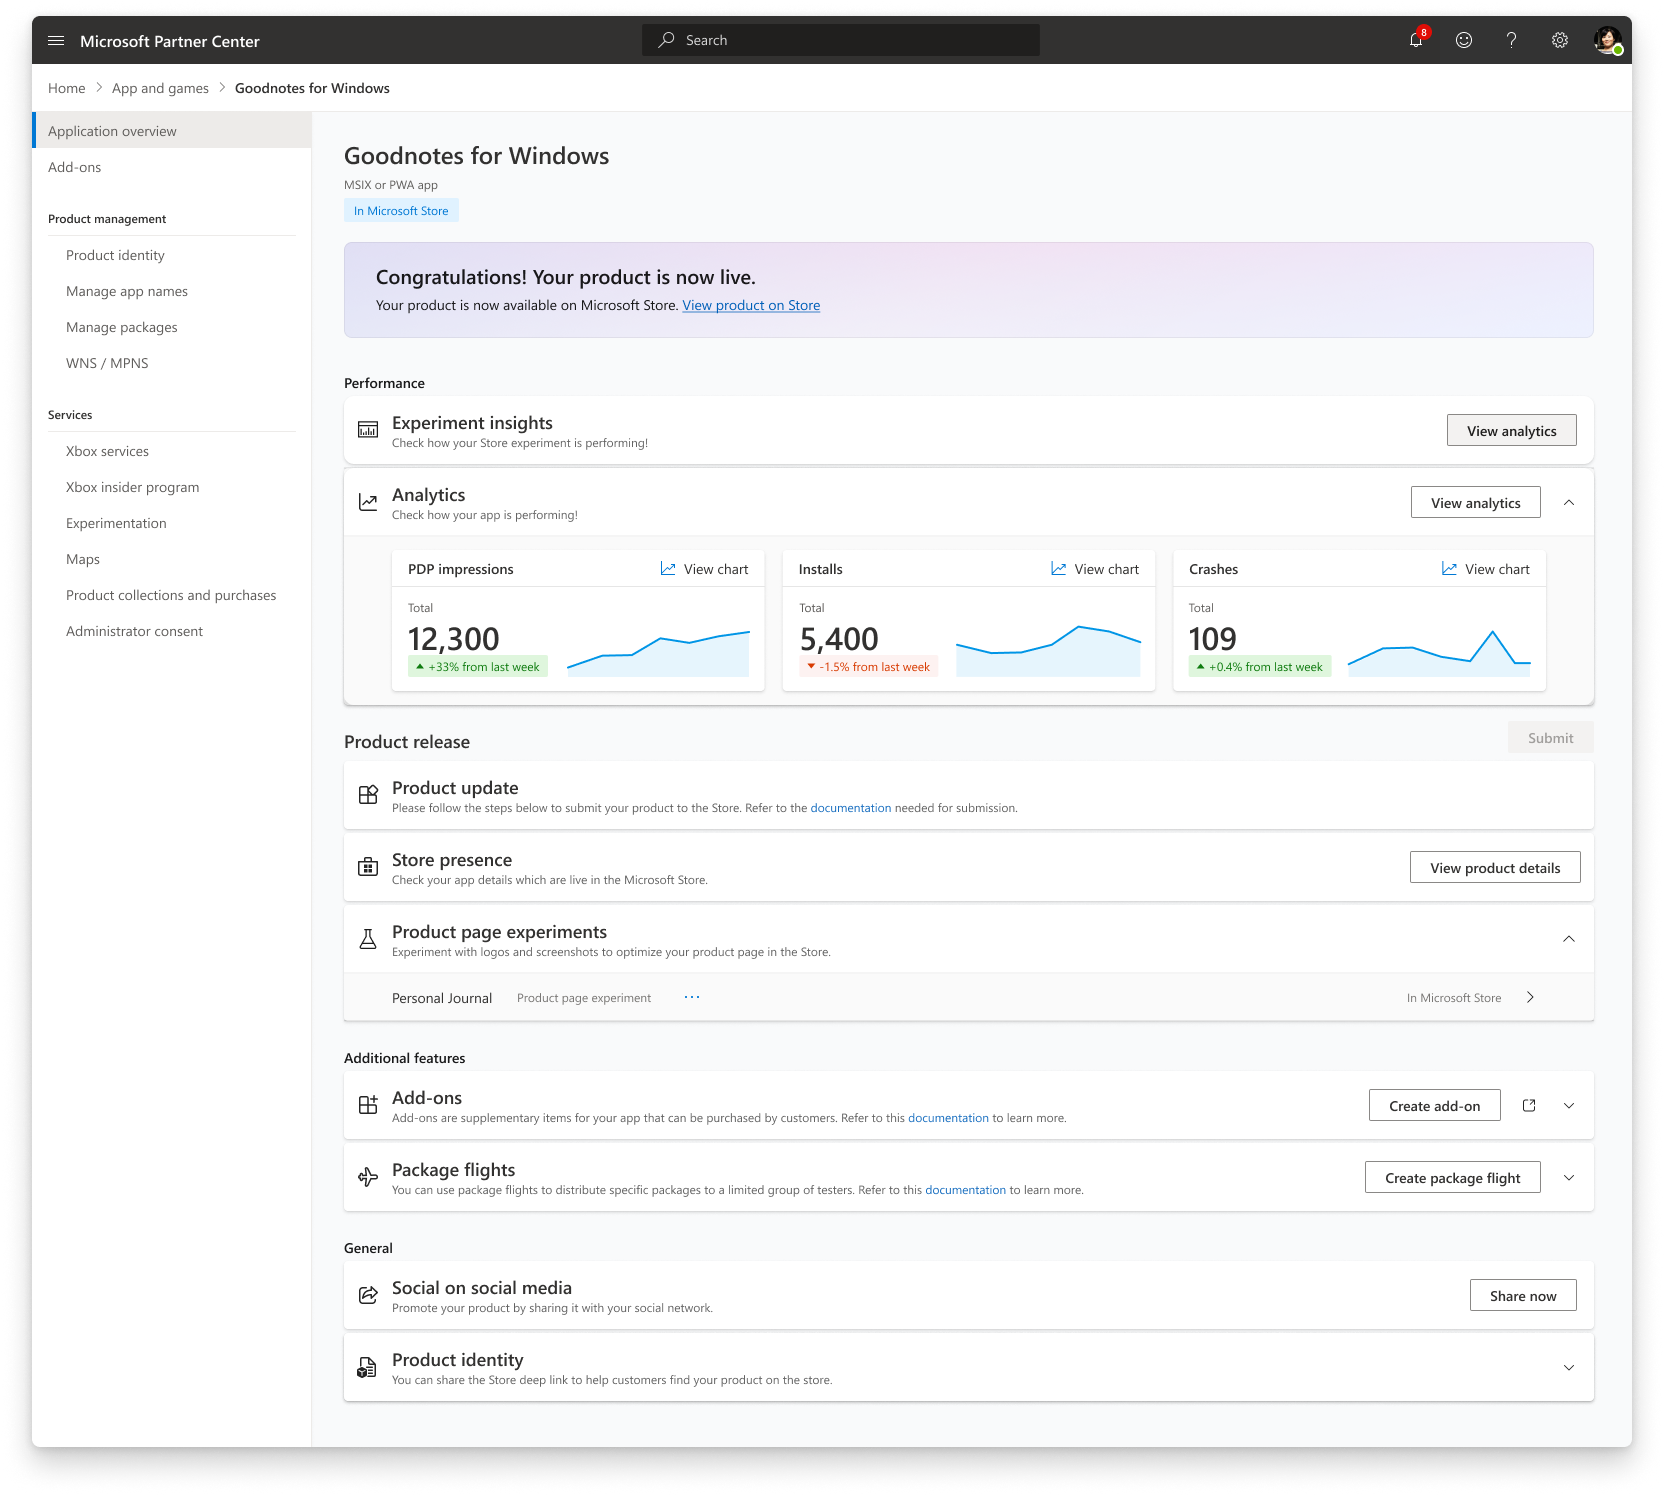 Microsoft Partner Center
Search
8
Home > App and games > Goodnotes for Windows
Application overview
Add-ons
Product management
Product identity
Manage app names
Manage packages
WNS / MPNS
Services
Xbox services
Xbox insider program
Experimentation
Maps
Product collections and purchases
Administrator consent
Goodnotes for Windows
MSIX or PWA app
In Microsoft Store
Congratulations! Your product is now live.
Your product is now available on Microsoft Store. View product on Store
Performance
Experiment insights
Check how your Store experiment is performing!
View analytics
Analytics
Check how your app is performing!
View analytics
PDP impressions
View chart
Total
12,300
+33% from last week
Installs
View chart
Total
5,400
-1.5% from last week
Crashes
View chart
Total
109
+0.4% from last week
Product release
Submit
Product update
Please follow the steps below to submit your product to the Store. Refer to the documentation needed for submission.
Store presence
Check your app details which are live in the Microsoft Store.
View product details
Product page experiments
Experiment with logos and screenshots to optimize your product page in the Store.
Personal Journal
Product page experiment
...
In Microsoft Store
Additional features
Add-ons
Add-ons are supplementary items for your app that can be purchased by customers. Refer to this documentation to learn more.
Create add-on
Package flights
You can use package flights to distribute specific packages to a limited group of testers. Refer to this documentation to learn more.
Create package flight
General
Social on social media
Promote your product by sharing it with your social network.
Share now
Product identity
You can share the Store deep link to help customers find your product on the store.